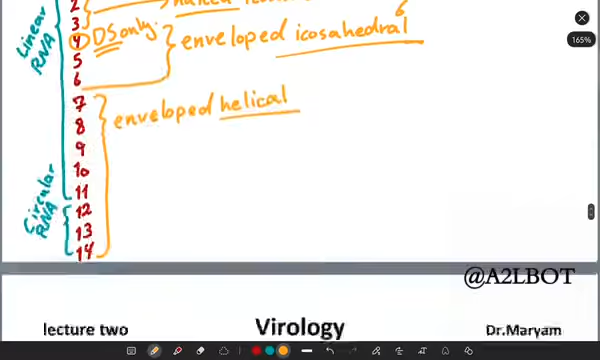 165%
2
3
4 DS only. enveloped icosahedral 6
5
6
7
8 enveloped helical
9
10
11
12
13
14
Linear RNA
Circular RNA
@A2LBOT
lecture two Virology Dr.Maryam